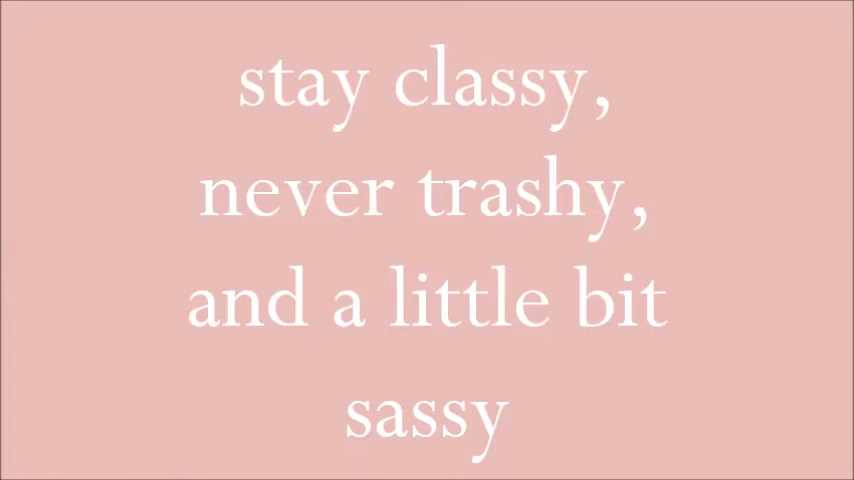 stay classy,
never trashy,
and a little bit
sassy